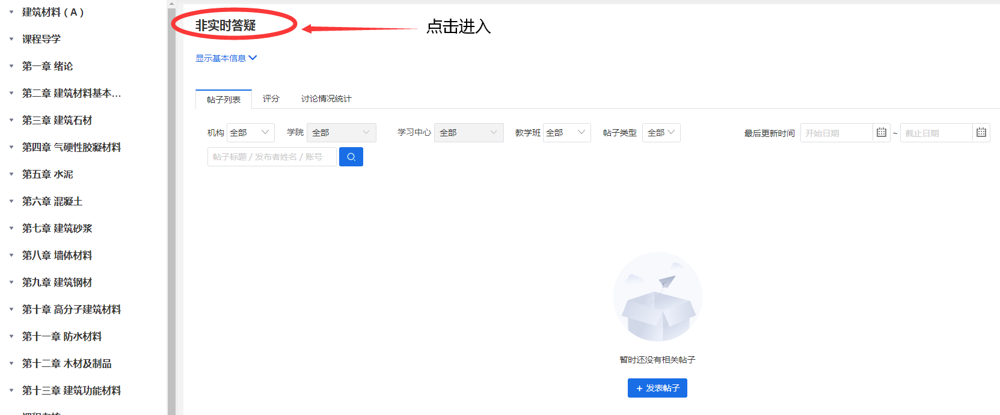 建筑材料（A）
课程导学
第一章 绪论
第二章 建筑材料基本...
第三章 建筑石材
第四章 气硬性胶凝材料
第五章 水泥
第六章 混凝土
第七章 建筑砂浆
第八章 墙体材料
第九章 建筑钢材
第十章 高分子建筑材料
第十一章 防水材料
第十二章 木材及制品
第十三章 建筑功能材料
非实时答疑 点击进入
显示基本信息
帖子列表 评分 讨论情况统计
机构 全部 学院 全部 学习中心 全部 教学班 全部 帖子类型 全部 最后更新时间 开始日期 ~ 截止日期
帖子标题 / 发布者姓名 / 账号
暂时还没有相关帖子
+ 发表帖子